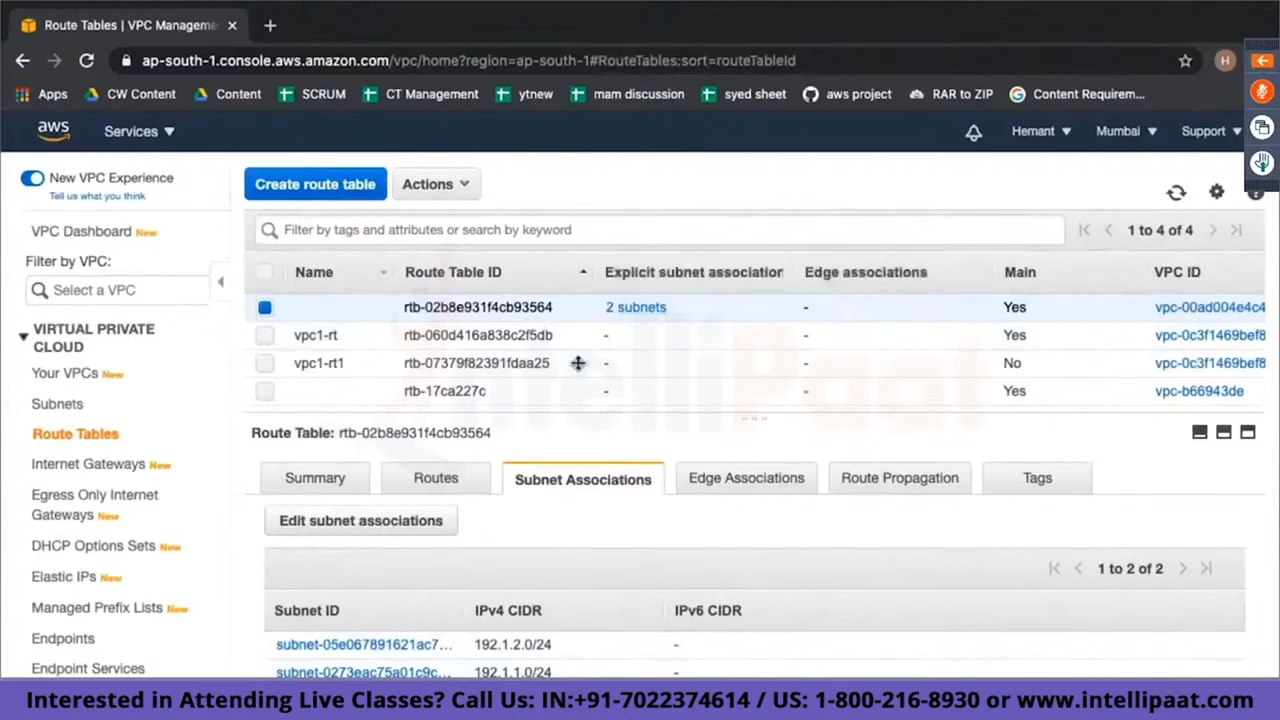 Route Tables | VPC Manageme
ap-south-1.console.aws.amazon.com/vpc/home?region=ap-south-1#RouteTables:sort=routeTableId
H
Apps CW Content Content SCRUM CT Management ytnew mam discussion syed sheet aws project RAR to ZIP Content Requirem...
aws Services Hemant Mumbai Support
New VPC Experience
Tell us what you think
Create route table Actions
VPC Dashboard New
Filter by tags and attributes or search by keyword 1 to 4 of 4
Filter by VPC:
Select a VPC
Name Route Table ID Explicit subnet association Edge associations Main VPC ID
rtb-02b8e931f4cb93564 2 subnets - Yes vpc-00ad004e4c4
vpc1-rt rtb-060d416a838c2f5db - - Yes vpc-0c3f1469bef8
vpc1-rt1 rtb-07379f82391fdaa25 - - No vpc-0c3f1469bef8
rtb-17ca227c - - Yes vpc-b66943de
VIRTUAL PRIVATE
CLOUD
Your VPCs New
Subnets
Route Tables
Internet Gateways New
Egress Only Internet
Gateways New
DHCP Options Sets New
Elastic IPs New
Managed Prefix Lists New
Endpoints
Endpoint Services
IntelliPaat
Route Table: rtb-02b8e931f4cb93564
Summary Routes Subnet Associations Edge Associations Route Propagation Tags
Edit subnet associations
1 to 2 of 2
Subnet ID IPv4 CIDR IPv6 CIDR
subnet-05e067891621ac7... 192.1.2.0/24 -
subnet-0273eac75a01c9c... 192.1.1.0/24 -
Interested in Attending Live Classes? Call Us: IN:+91-7022374614 / US: 1-800-216-8930 or www.intellipaat.com